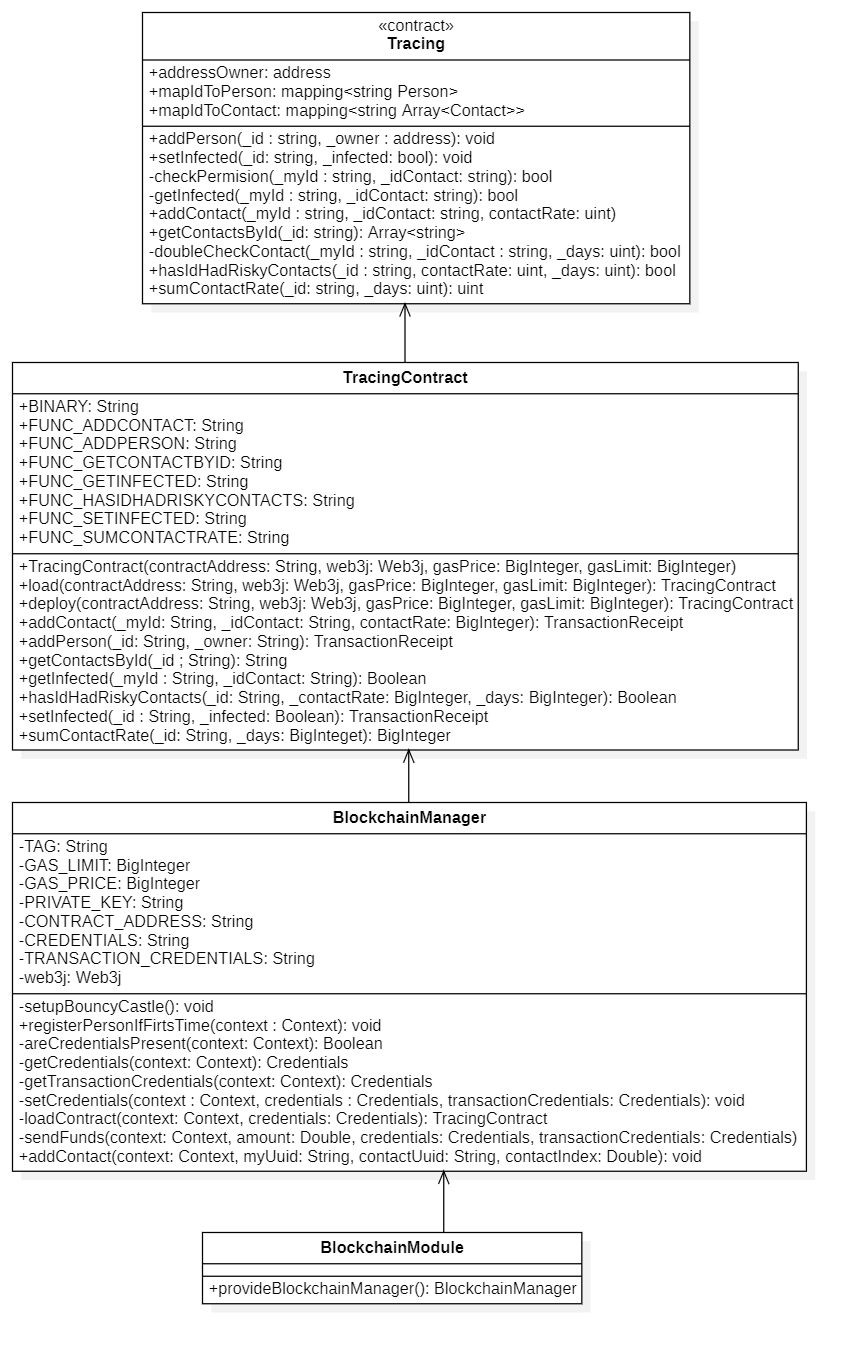 «contract»
Tracing
+addressOwner: address
+mapIdToPerson: mapping<string Person>
+mapIdToContact: mapping<string Array<Contact>>
+addPerson(_id : string, _owner : address): void
+setInfected(_id: string, _infected: bool): void
-checkPermision(_myId : string, _idContact: string): bool
-getInfected(_myId : string, _idContact: string): bool
+addContact(_myId : string, _idContact: string, contactRate: uint)
+getContactsById(_id: string): Array<string>
-doubleCheckContact(_myId : string, _idContact : string, _days: uint): bool
+hasIdHadRiskyContacts(_id : string, contactRate: uint, _days: uint): bool
+sumContactRate(_id: string, _days: uint): uint
TracingContract
+BINARY: String
+FUNC_ADDCONTACT: String
+FUNC_ADDPERSON: String
+FUNC_GETCONTACTBYID: String
+FUNC_GETINFECTED: String
+FUNC_HASIDHADRISKYCONTACTS: String
+FUNC_SETINFECTED: String
+FUNC_SUMCONTACTRATE: String
+TracingContract(contractAddress: String, web3j: Web3j, gasPrice: BigInteger, gasLimit: BigInteger)
+load(contractAddress: String, web3j: Web3j, gasPrice: BigInteger, gasLimit: BigInteger): TracingContract
+deploy(contractAddress: String, web3j: Web3j, gasPrice: BigInteger, gasLimit: BigInteger): TracingContract
+addContact(_myId: String, _idContact: String, contactRate: BigInteger): TransactionReceipt
+addPerson(_id: String, _owner: String): TransactionReceipt
+getContactsById(_id ; String): String
+getInfected(_myId : String, _idContact: String): Boolean
+hasIdHadRiskyContacts(_id: String, _contactRate: BigInteger, _days: BigInteger): Boolean
+setInfected(_id : String, _infected: Boolean): TransactionReceipt
+sumContactRate(_id: String, _days: BigInteget): BigInteger
BlockchainManager
-TAG: String
-GAS_LIMIT: BigInteger
-GAS_PRICE: BigInteger
-PRIVATE_KEY: String
-CONTRACT_ADDRESS: String
-CREDENTIALS: String
-TRANSACTION_CREDENTIALS: String
-web3j: Web3j
-setupBouncyCastle(): void
+registerPersonIfFirtsTime(context : Context): void
-areCredentialsPresent(context: Context): Boolean
-getCredentials(context: Context): Credentials
-getTransactionCredentials(context: Context): Credentials
-setCredentials(context : Context, credentials : Credentials, transactionCredentials: Credentials): void
-loadContract(context: Context, credentials: Credentials): TracingContract
-sendFunds(context: Context, amount: Double, credentials: Credentials, transactionCredentials: Credentials)
+addContact(context: Context, myUuid: String, contactUuid: String, contactIndex: Double): void
BlockchainModule
+provideBlockchainManager(): BlockchainManager